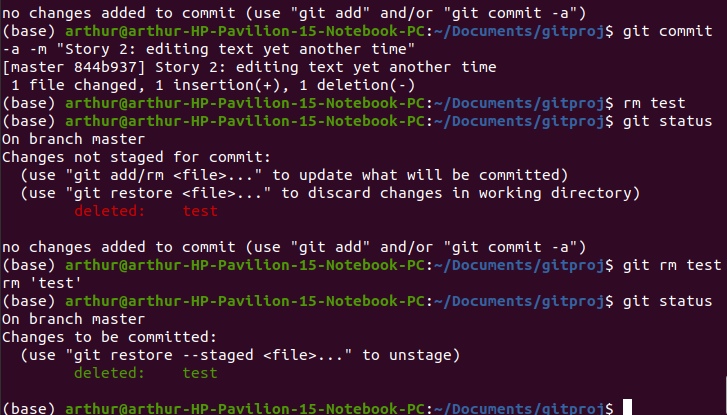 no changes added to commit (use "git add" and/or "git commit -a")
(base) arthur@arthur-HP-Pavilion-15-Notebook-PC:~/Documents/gitproj$ git commit
-a -m "Story 2: editing text yet another time"
[master 844b937] Story 2: editing text yet another time
 1 file changed, 1 insertion(+), 1 deletion(-)
(base) arthur@arthur-HP-Pavilion-15-Notebook-PC:~/Documents/gitproj$ rm test
(base) arthur@arthur-HP-Pavilion-15-Notebook-PC:~/Documents/gitproj$ git status
On branch master
Changes not staged for commit:
  (use "git add/rm <file>..." to update what will be committed)
  (use "git restore <file>..." to discard changes in working directory)
        deleted:    test
no changes added to commit (use "git add" and/or "git commit -a")
(base) arthur@arthur-HP-Pavilion-15-Notebook-PC:~/Documents/gitproj$ git rm test
rm 'test'
(base) arthur@arthur-HP-Pavilion-15-Notebook-PC:~/Documents/gitproj$ git status
On branch master
Changes to be committed:
  (use "git restore --staged <file>..." to unstage)
        deleted:    test
(base) arthur@arthur-HP-Pavilion-15-Notebook-PC:~/Documents/gitproj$